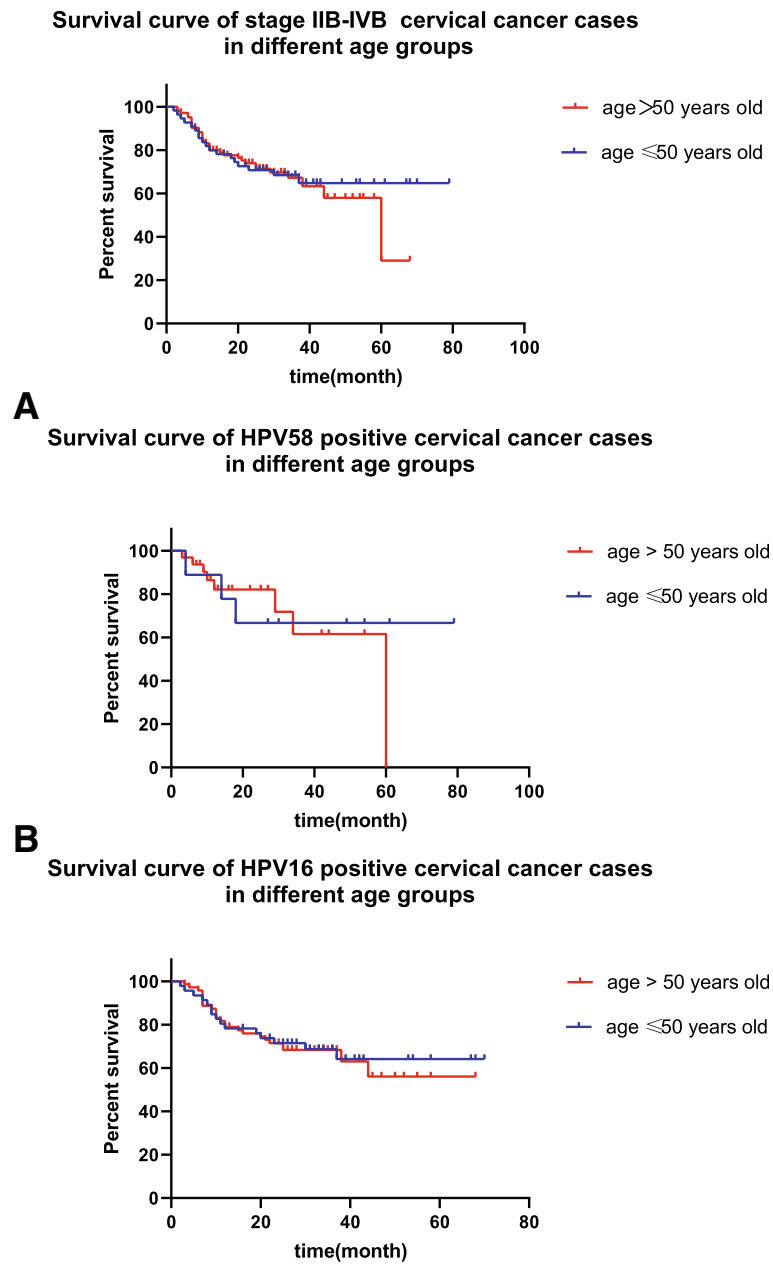 Survival curve of stage IIB-IVB  cervical cancer cases
in different age groups
age＞50 years old
age ≤50 years old
Percent survival
100
80
60
40
20
0
0 20 40 60 80 100
time(month)
A
Survival curve of HPV58 positive cervical cancer cases
in different age groups
age > 50 years old
age ≤50 years old
Percent survival
100
80
60
40
20
0
0 20 40 60 80 100
time(month)
B
Survival curve of HPV16 positive cervical cancer cases
in different age groups
age > 50 years old
age ≤50 years old
Percent survival
100
80
60
40
20
0
0 20 40 60 80
time(month)